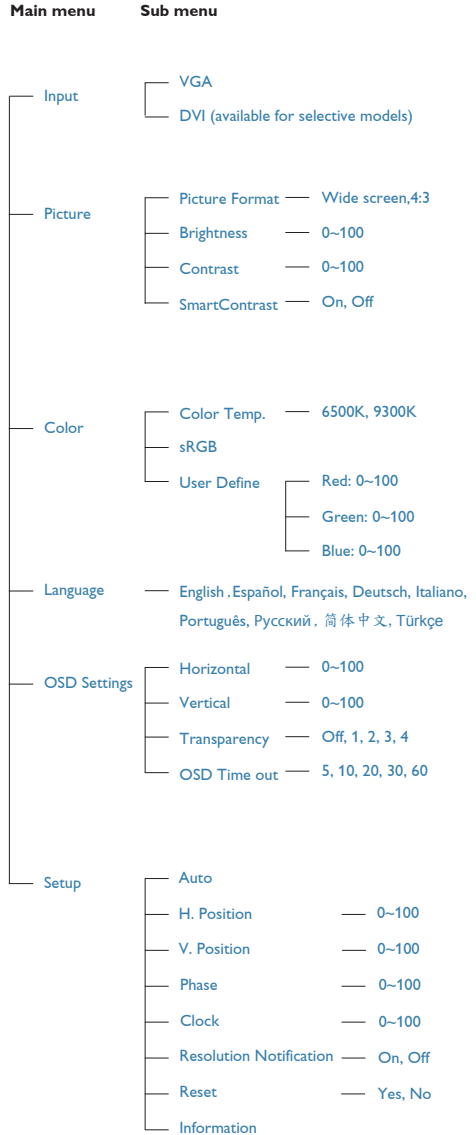 Main menu Sub menu
Input VGA
DVI (available for selective models)
Picture Picture Format Wide screen,4:3
Brightness 0~100
Contrast 0~100
SmartContrast On, Off
Color Color Temp. 6500K, 9300K
sRGB
User Define Red: 0~100
Green: 0~100
Blue: 0~100
Language English , Español, Français, Deutsch, Italiano,
Português, Русский , 简体中文, Türkçe
OSD Settings Horizontal 0~100
Vertical 0~100
Transparency Off, 1, 2, 3, 4
OSD Time out 5, 10, 20, 30, 60
Setup Auto
H. Position 0~100
V. Position 0~100
Phase 0~100
Clock 0~100
Resolution Notification On, Off
Reset Yes, No
Information